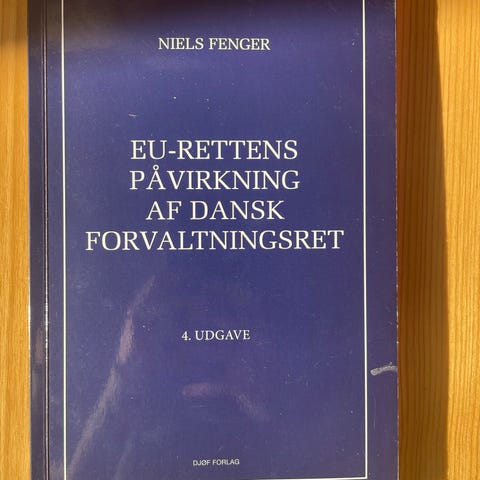 NIELS FENGER
EU-RETTENS
PÅVIRKNING
AF DANSK
FORVALTNINGSRET
4. UDGAVE
DJØF FORLAG